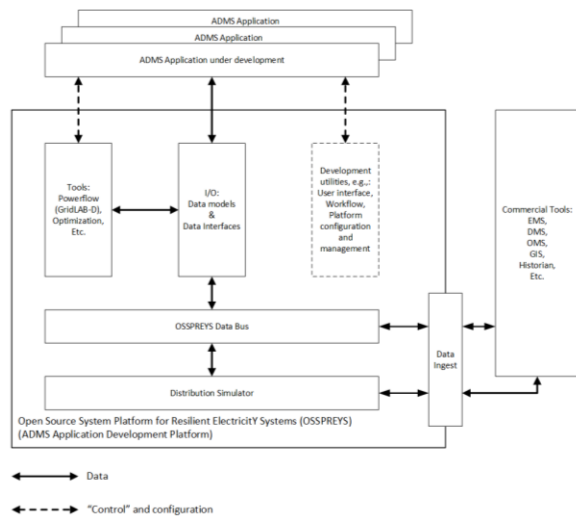 ADMS Application
ADMS Application
ADMS Application under development
Tools:
Powerflow
(GridLAB-D),
Optimization,
Etc.
I/O:
Data models
&
Data Interfaces
Development
utilities, e.g.,:
User interface,
Workflow,
Platform
configuration
and
management
Commercial Tools:
EMS,
DMS,
OMS,
GIS,
Historian,
Etc.
OSSPREYS Data Bus
Data
Ingest
Distribution Simulator
Open Source System Platform for Resilient ElectricitY Systems (OSSPREYS)
(ADMS Application Development Platform)
Data
“Control” and configuration